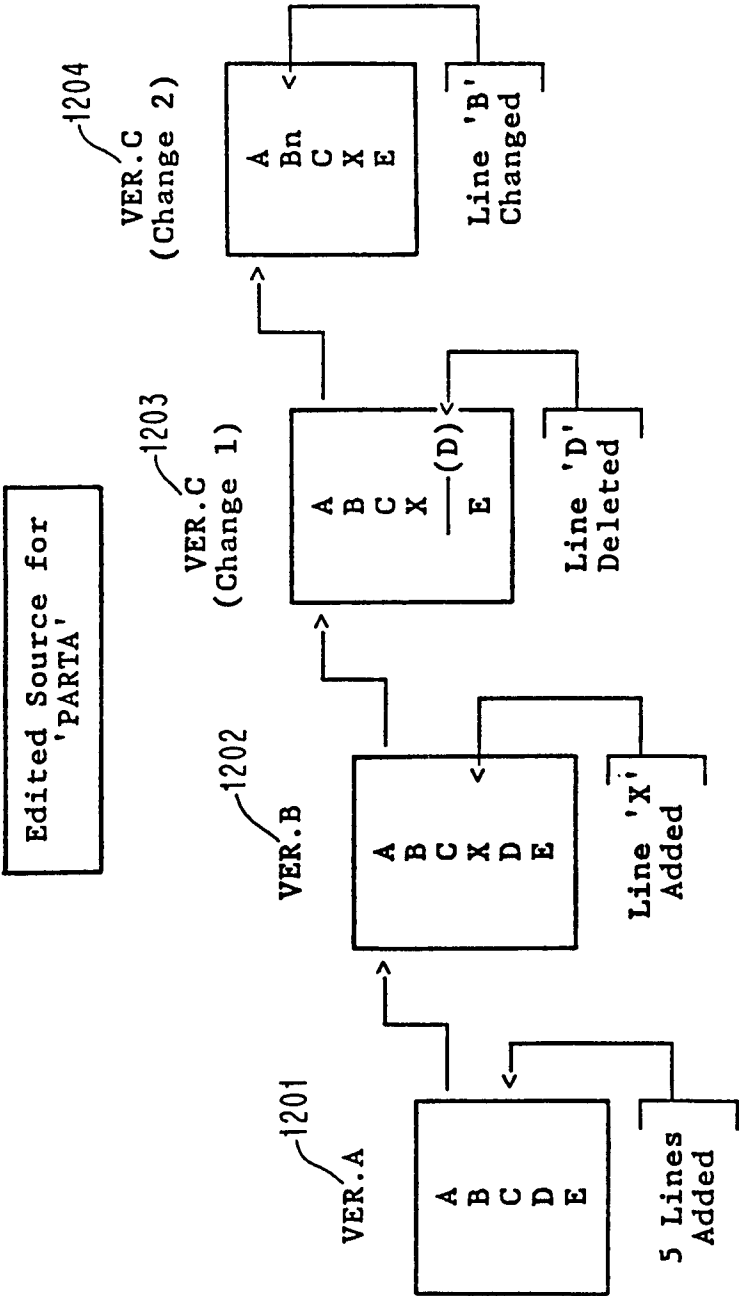 Edited Source for
'PARTA'
1201
VER.A
A
B
C
D
E
5 Lines
Added
1202
VER.B
A
B
C
X
D
E
Line 'X'
Added
1203
VER.C
(Change 1)
A
B
C
X
(D)
E
Line 'D'
Deleted
1204
VER.C
(Change 2)
A
Bn
C
X
E
Line 'B'
Changed